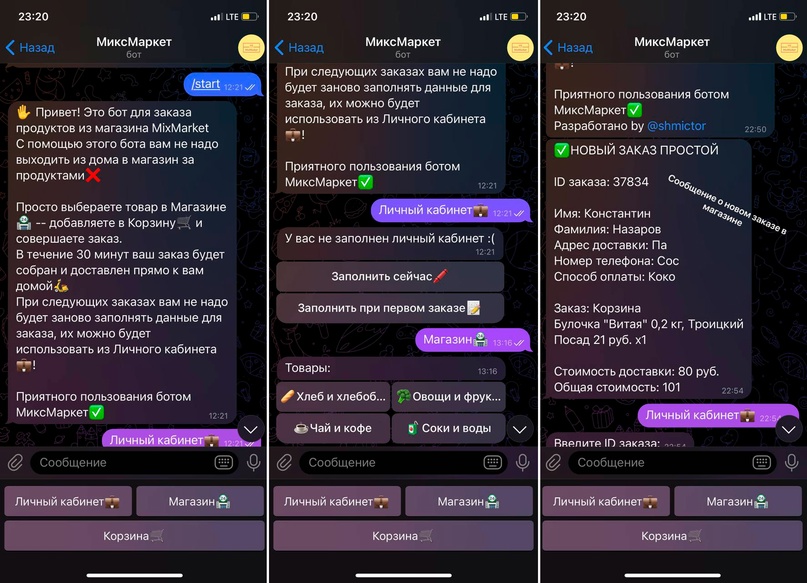 23:20
LTE
Назад
МиксМаркет
бот
/start
12:21
✋ Привет! Это бот для заказа
продуктов из магазина MixMarket
С помощью этого бота вам не надо
выходить из дома в магазин за
продуктами❌
Просто выбераете товар в Магазине
🏪 -- добавляете в Корзину🛒 и
совершаете заказ.
В течение 30 минут ваш заказ будет
собран и доставлен прямо к вам
домой🛵
При следующих заказах вам не надо
будет заново заполнять данные для
заказа, их можно будет
использовать из Личного кабинета
💼!
Приятного пользования ботом
МиксМаркет✅
12:21
Личный кабинет💼 12:21
Сообщение
Личный кабинет💼
Магазин🏪
Корзина🛒
23:20
LTE
Назад
МиксМаркет
бот
При следующих заказах вам не надо
будет заново заполнять данные для
заказа, их можно будет
использовать из Личного кабинета
💼!
Приятного пользования ботом
МиксМаркет✅
12:21
Личный кабинет💼 12:21
У вас не заполнен личный кабинет :(
12:21
Заполнить сейчас🖍
Заполнить при первом заказе📝
Магазин🏪 13:16
Товары:
13:16
🥖Хлеб и хлебоб...
🥦Овощи и фрук...
☕Чай и кофе
🧃Соки и воды
Сообщение
Личный кабинет💼
Магазин🏪
Корзина🛒
23:20
LTE
Назад
МиксМаркет
бот
💼!
Приятного пользования ботом
МиксМаркет✅
Разработано by @shmictor
22:50
✅НОВЫЙ ЗАКАЗ ПРОСТОЙ
ID заказа: 37834
Сообщение о новом заказе в
магазине
Имя: Константин
Фамилия: Назаров
Адрес доставки: Па
Номер телефона: Сос
Способ оплаты: Коко
Заказ: Корзина
Булочка "Витая" 0,2 кг, Троицкий
Посад 21 руб. x1
Стоимость доставки: 80 руб.
Общая стоимость: 101
22:54
Личный кабинет💼 22:54
Введите ID заказа: 22:54
Сообщение
Личный кабинет💼
Магазин🏪
Корзина🛒